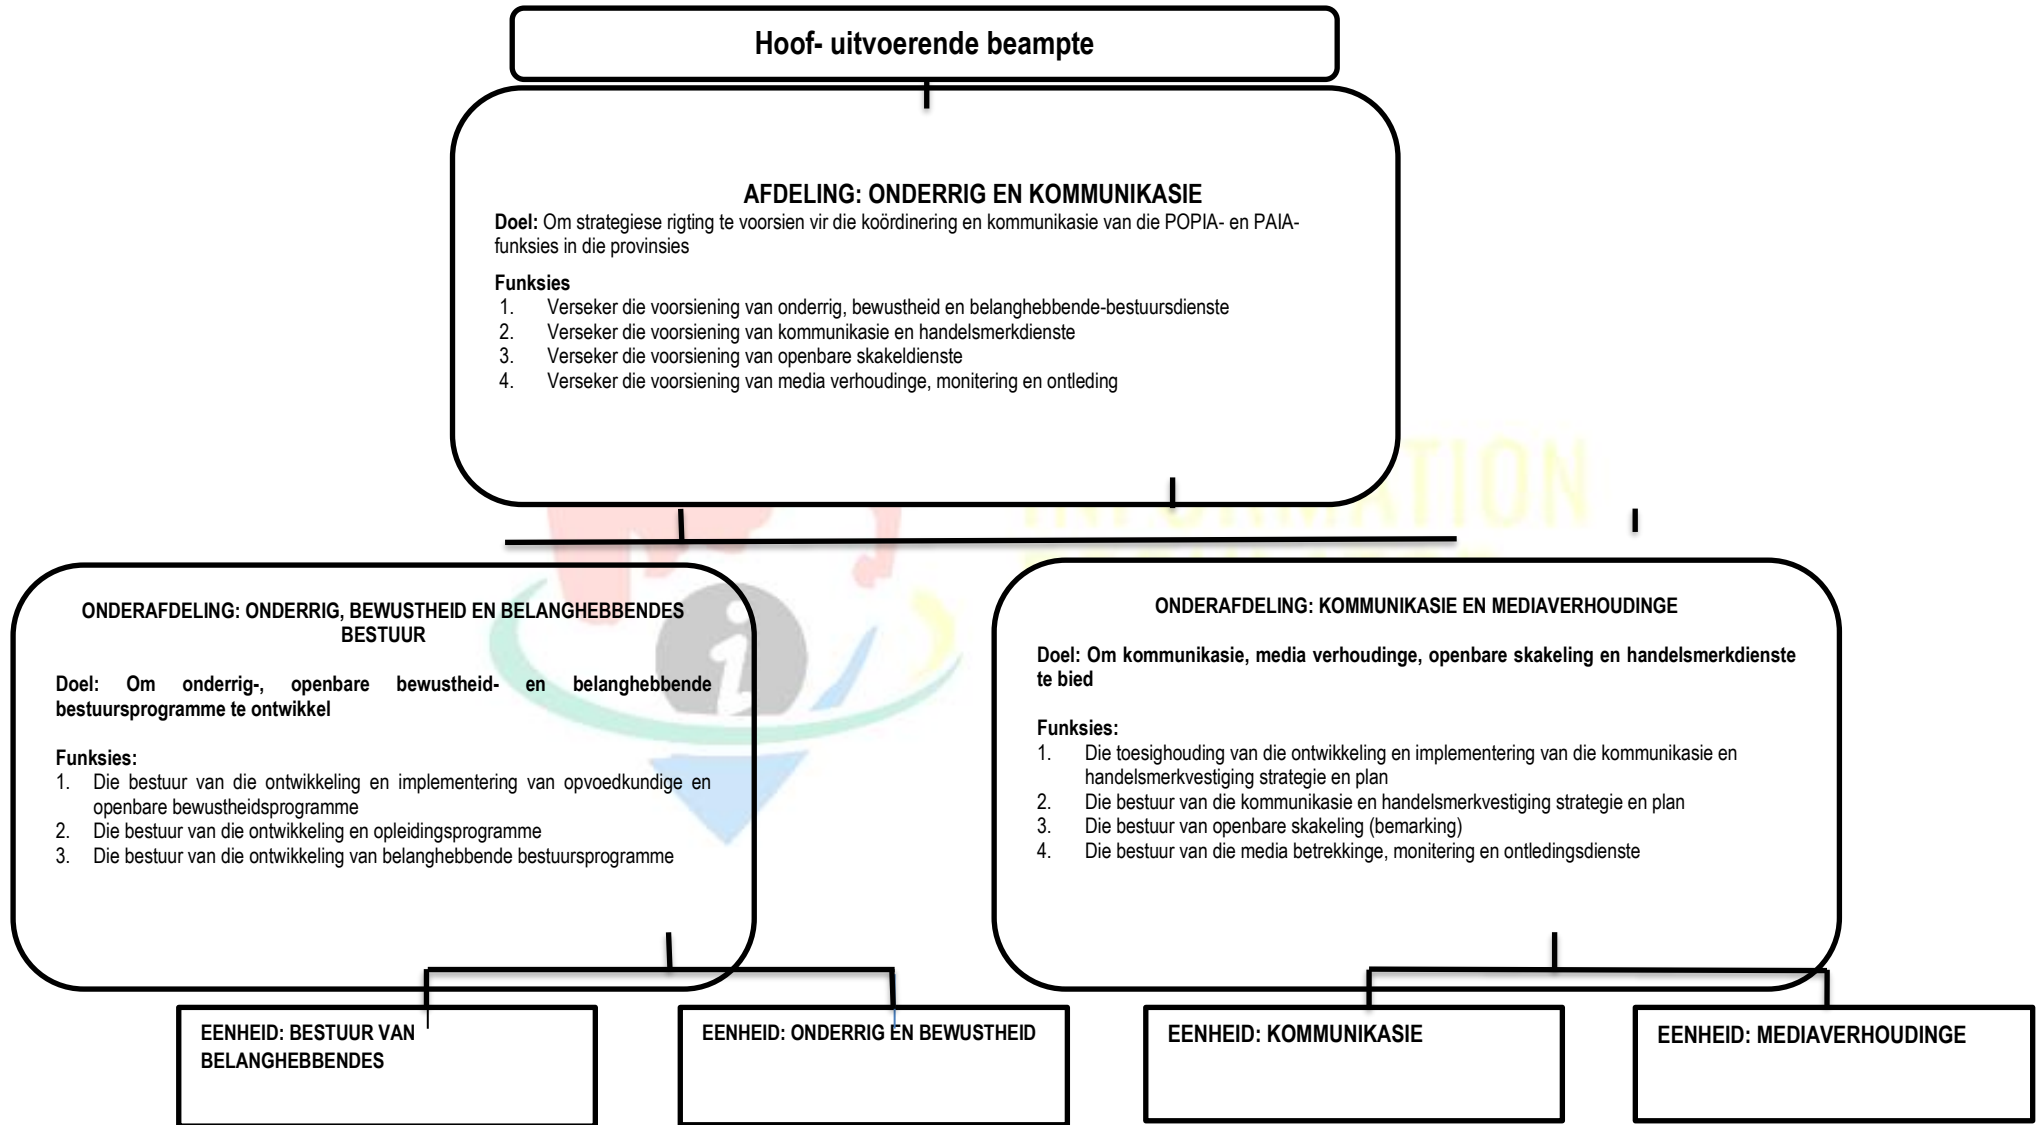 Hoof- uitvoerende beampte
AFDELING: ONDERRIG EN KOMMUNIKASIE
Doel: Om strategiese rigting te voorsien vir die koördinering en kommunikasie van die POPIA- en PAIA-
funksies in die provinsies
Funksies
1. Verseker die voorsiening van onderrig, bewustheid en belanghebbende-bestuursdienste
2. Verseker die voorsiening van kommunikasie en handelsmerkdienste
3. Verseker die voorsiening van openbare skakeldienste
4. Verseker die voorsiening van media verhoudinge, monitering en ontleding
ONDERAFDELING: ONDERRIG, BEWUSTHEID EN BELANGHEBBENDES
BESTUUR
Doel: Om onderrig-, openbare bewustheid- en belanghebbende
bestuursprogramme te ontwikkel
Funksies:
1. Die bestuur van die ontwikkeling en implementering van opvoedkundige en
openbare bewustheidsprogramme
2. Die bestuur van die ontwikkeling en opleidingsprogramme
3. Die bestuur van die ontwikkeling van belanghebbende bestuursprogramme
ONDERAFDELING: KOMMUNIKASIE EN MEDIAVERHOUDINGE
Doel: Om kommunikasie, media verhoudinge, openbare skakeling en handelsmerkdienste
te bied
Funksies:
1. Die toesighouding van die ontwikkeling en implementering van die kommunikasie en
handelsmerkvestiging strategie en plan
2. Die bestuur van die kommunikasie en handelsmerkvestiging strategie en plan
3. Die bestuur van openbare skakeling (bemarking)
4. Die bestuur van die media betrekkinge, monitering en ontledingsdienste
EENHEID: BESTUUR VAN
BELANGHEBBENDES
EENHEID: ONDERRIG EN BEWUSTHEID
EENHEID: KOMMUNIKASIE
EENHEID: MEDIAVERHOUDINGE